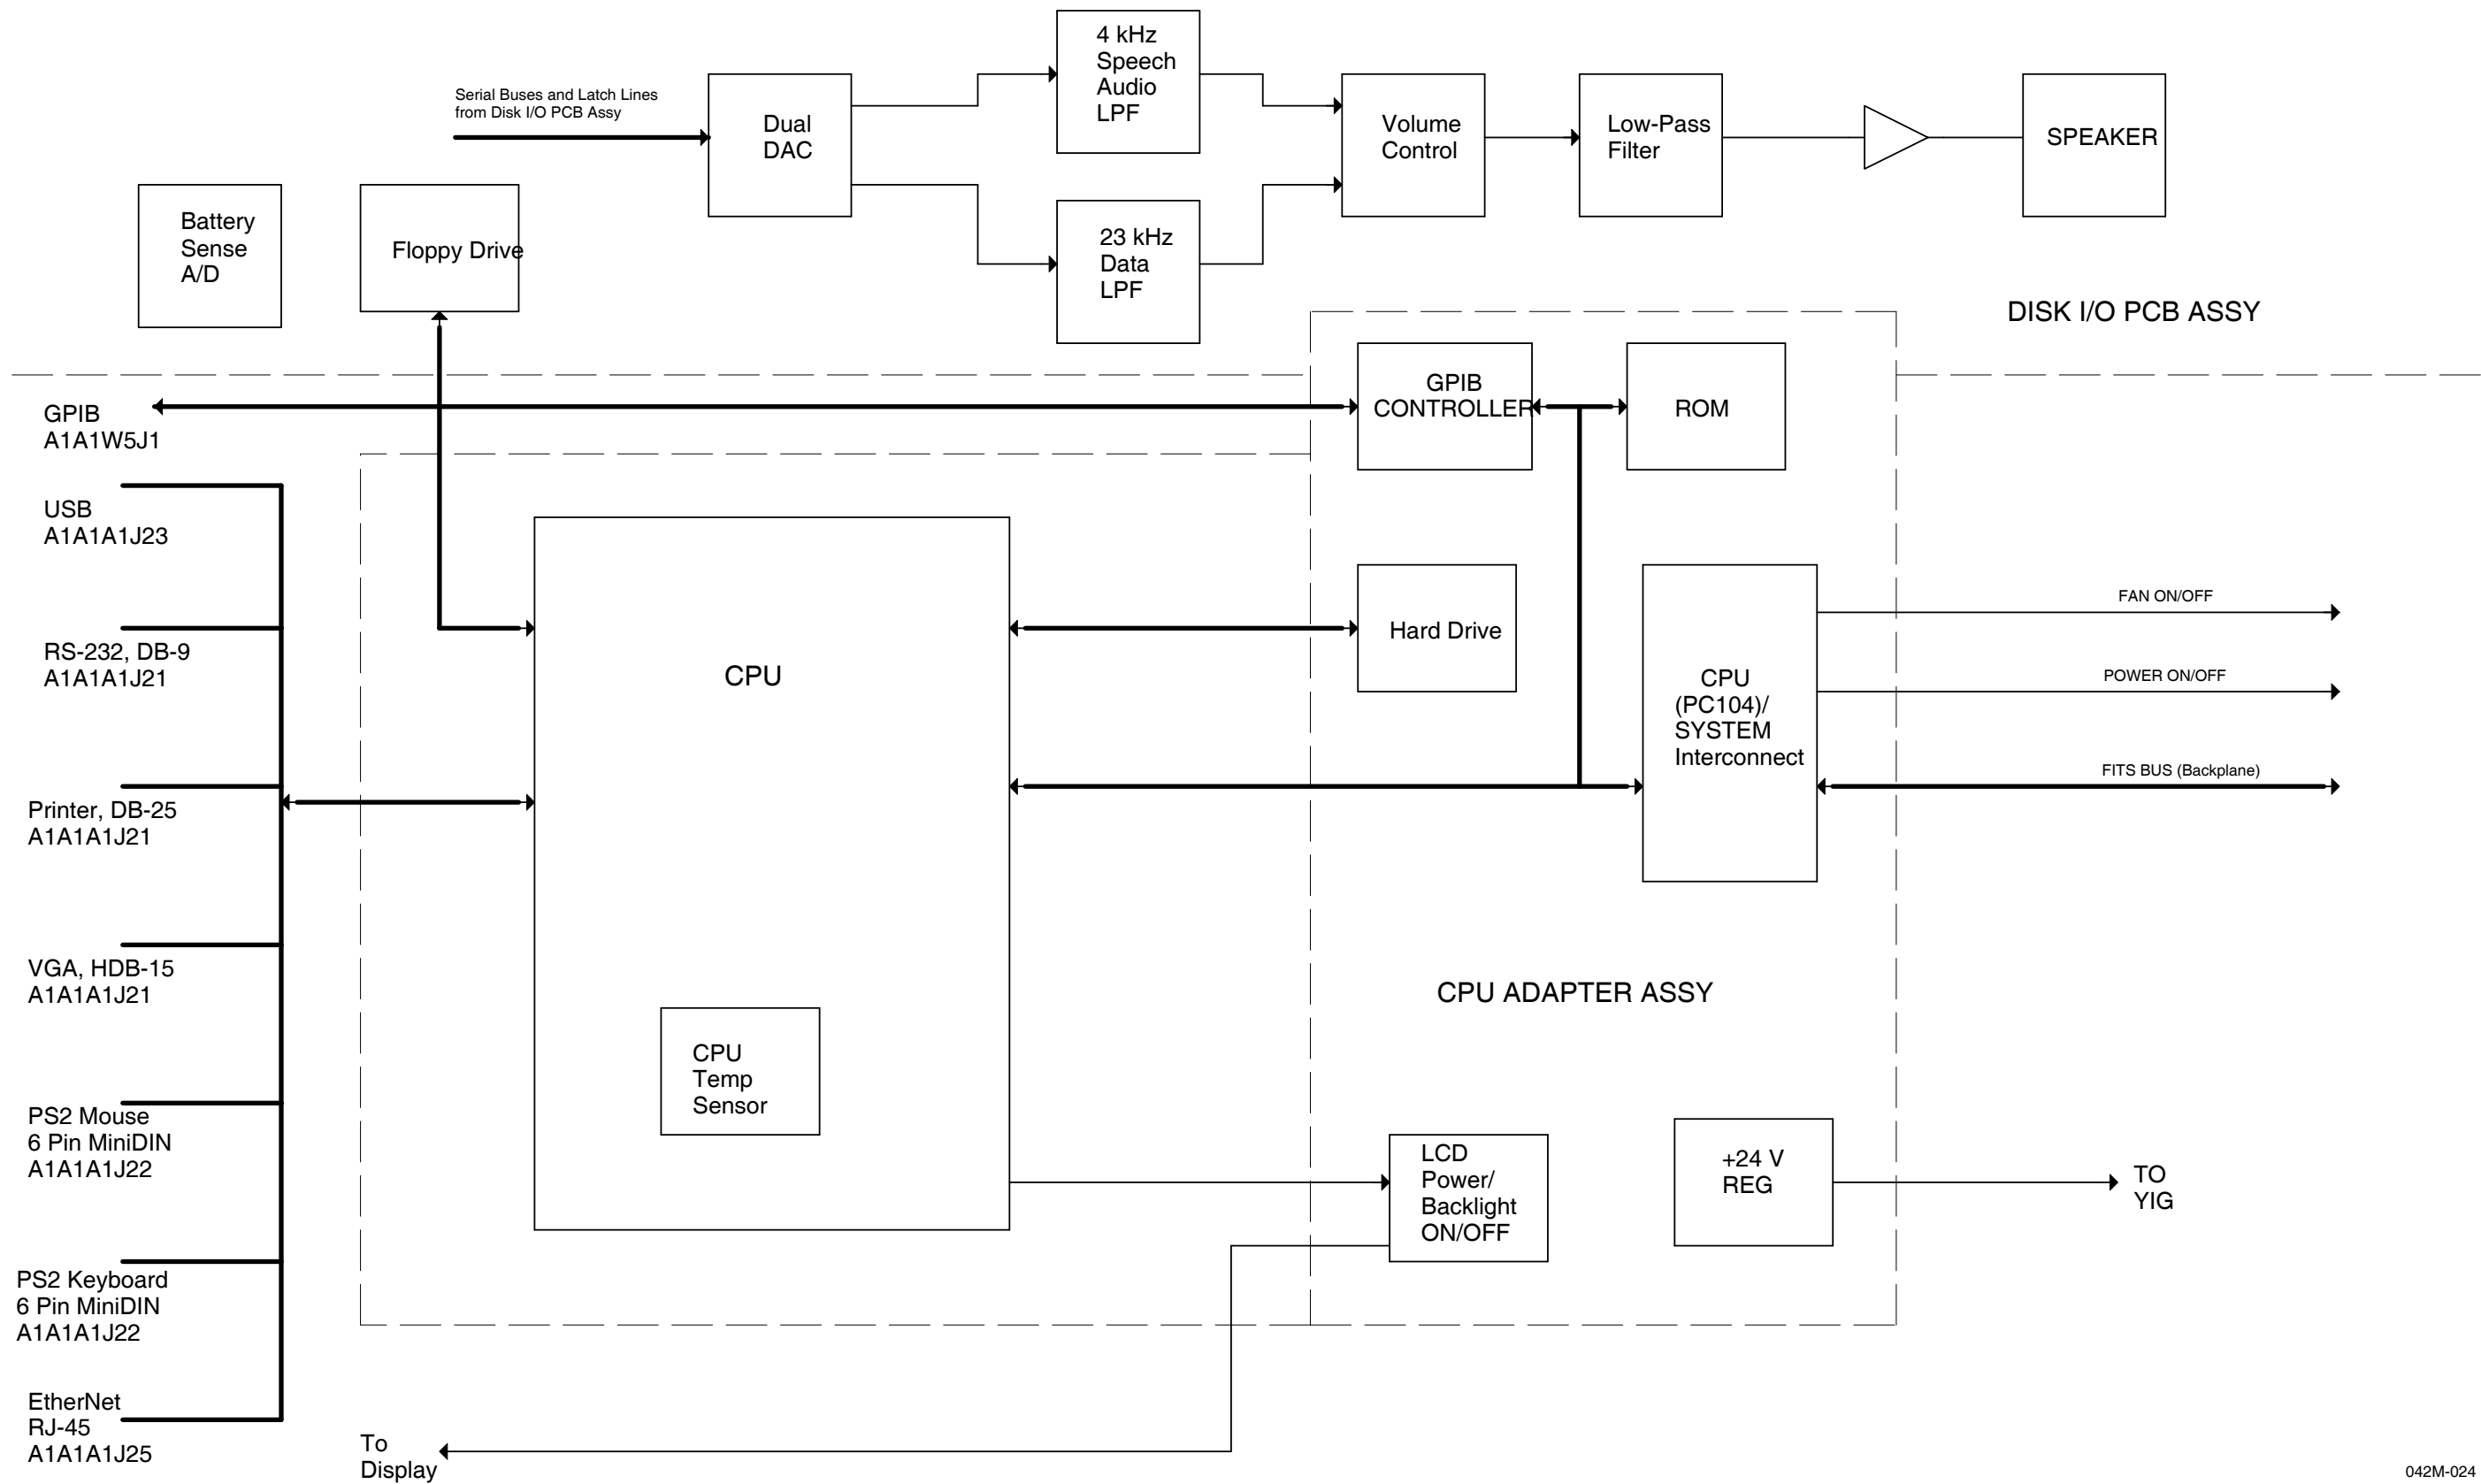 4 kHz
Speech
Audio
LPF
Serial Buses and Latch Lines
from Disk I/O PCB Assy
Dual
DAC
Volume
Control
Low-Pass
Filter
SPEAKER
Battery
Sense
A/D
Floppy Drive
23 kHz
Data
LPF
DISK I/O PCB ASSY
GPIB
A1A1W5J1
GPIB
CONTROLLER
ROM
USB
A1A1A1J23
RS-232, DB-9
A1A1A1J21
CPU
Hard Drive
CPU
(PC104)/
SYSTEM
Interconnect
FAN ON/OFF
POWER ON/OFF
FITS BUS (Backplane)
Printer, DB-25
A1A1A1J21
VGA, HDB-15
A1A1A1J21
CPU ADAPTER ASSY
CPU
Temp
Sensor
PS2 Mouse
6 Pin MiniDIN
A1A1A1J22
LCD
Power/
Backlight
ON/OFF
+24 V
REG
TO
YIG
PS2 Keyboard
6 Pin MiniDIN
A1A1A1J22
EtherNet
RJ-45
A1A1A1J25
To
Display
042M-024